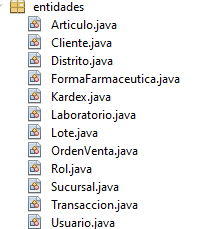 entidades
Articulo.java
Cliente.java
Distrito.java
FormaFarmaceutica.java
Kardex.java
Laboratorio.java
Lote.java
OrdenVenta.java
Rol.java
Sucursal.java
Transaccion.java
Usuario.java